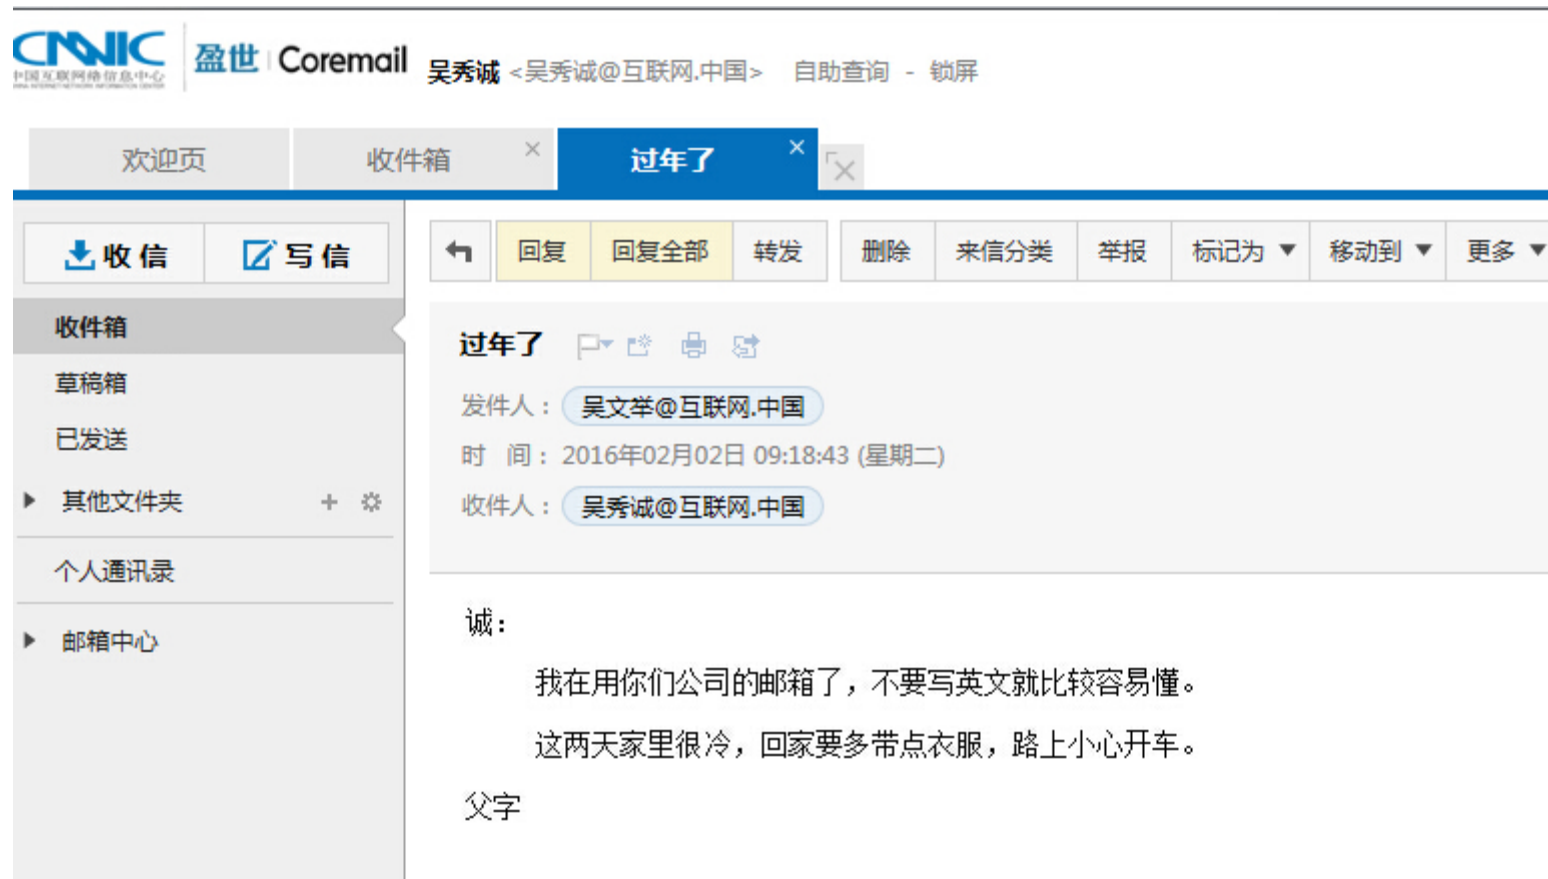 CNNIC
中国互联网络信息中心
盈世 Coremail
吴秀诚 <吴秀诚@互联网.中国> 自助查询 - 锁屏
欢迎页 收件箱 过年了
收信 写信
回复 回复全部 转发 删除 来信分类 举报 标记为 移动到 更多
收件箱
草稿箱
已发送
其他文件夹
个人通讯录
邮箱中心
过年了
发件人: 吴文举@互联网.中国
时 间: 2016年02月02日 09:18:43 (星期二)
收件人: 吴秀诚@互联网.中国
诚:
我在用你们公司的邮箱了，不要写英文就比较容易懂。
这两天家里很冷，回家要多带点衣服，路上小心开车。
父字